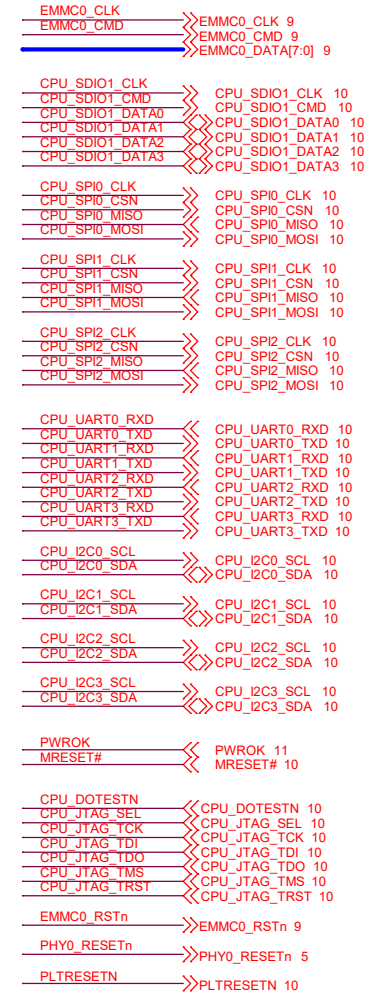 EMMC0_CLK EMMC0_CLK 9
EMMC0_CMD EMMC0_CMD 9
EMMC0_DATA[7:0] 9
CPU_SDIO1_CLK CPU_SDIO1_CLK 10
CPU_SDIO1_CMD CPU_SDIO1_CMD 10
CPU_SDIO1_DATA0 CPU_SDIO1_DATA0 10
CPU_SDIO1_DATA1 CPU_SDIO1_DATA1 10
CPU_SDIO1_DATA2 CPU_SDIO1_DATA2 10
CPU_SDIO1_DATA3 CPU_SDIO1_DATA3 10
CPU_SPI0_CLK CPU_SPI0_CLK 10
CPU_SPI0_CSN CPU_SPI0_CSN 10
CPU_SPI0_MISO CPU_SPI0_MISO 10
CPU_SPI0_MOSI CPU_SPI0_MOSI 10
CPU_SPI1_CLK CPU_SPI1_CLK 10
CPU_SPI1_CSN CPU_SPI1_CSN 10
CPU_SPI1_MISO CPU_SPI1_MISO 10
CPU_SPI1_MOSI CPU_SPI1_MOSI 10
CPU_SPI2_CLK CPU_SPI2_CLK 10
CPU_SPI2_CSN CPU_SPI2_CSN 10
CPU_SPI2_MISO CPU_SPI2_MISO 10
CPU_SPI2_MOSI CPU_SPI2_MOSI 10
CPU_UART0_RXD CPU_UART0_RXD 10
CPU_UART0_TXD CPU_UART0_TXD 10
CPU_UART1_RXD CPU_UART1_RXD 10
CPU_UART1_TXD CPU_UART1_TXD 10
CPU_UART2_RXD CPU_UART2_RXD 10
CPU_UART2_TXD CPU_UART2_TXD 10
CPU_UART3_RXD CPU_UART3_RXD 10
CPU_UART3_TXD CPU_UART3_TXD 10
CPU_I2C0_SCL CPU_I2C0_SCL 10
CPU_I2C0_SDA CPU_I2C0_SDA 10
CPU_I2C1_SCL CPU_I2C1_SCL 10
CPU_I2C1_SDA CPU_I2C1_SDA 10
CPU_I2C2_SCL CPU_I2C2_SCL 10
CPU_I2C2_SDA CPU_I2C2_SDA 10
CPU_I2C3_SCL CPU_I2C3_SCL 10
CPU_I2C3_SDA CPU_I2C3_SDA 10
PWROK PWROK 11
MRESET# MRESET# 10
CPU_DOTESTN CPU_DOTESTN 10
CPU_JTAG_SEL CPU_JTAG_SEL 10
CPU_JTAG_TCK CPU_JTAG_TCK 10
CPU_JTAG_TDI CPU_JTAG_TDI 10
CPU_JTAG_TDO CPU_JTAG_TDO 10
CPU_JTAG_TMS CPU_JTAG_TMS 10
CPU_JTAG_TRST CPU_JTAG_TRST 10
EMMC0_RSTn EMMC0_RSTn 9
PHY0_RESETn PHY0_RESETn 5
PLTRESETN PLTRESETN 10